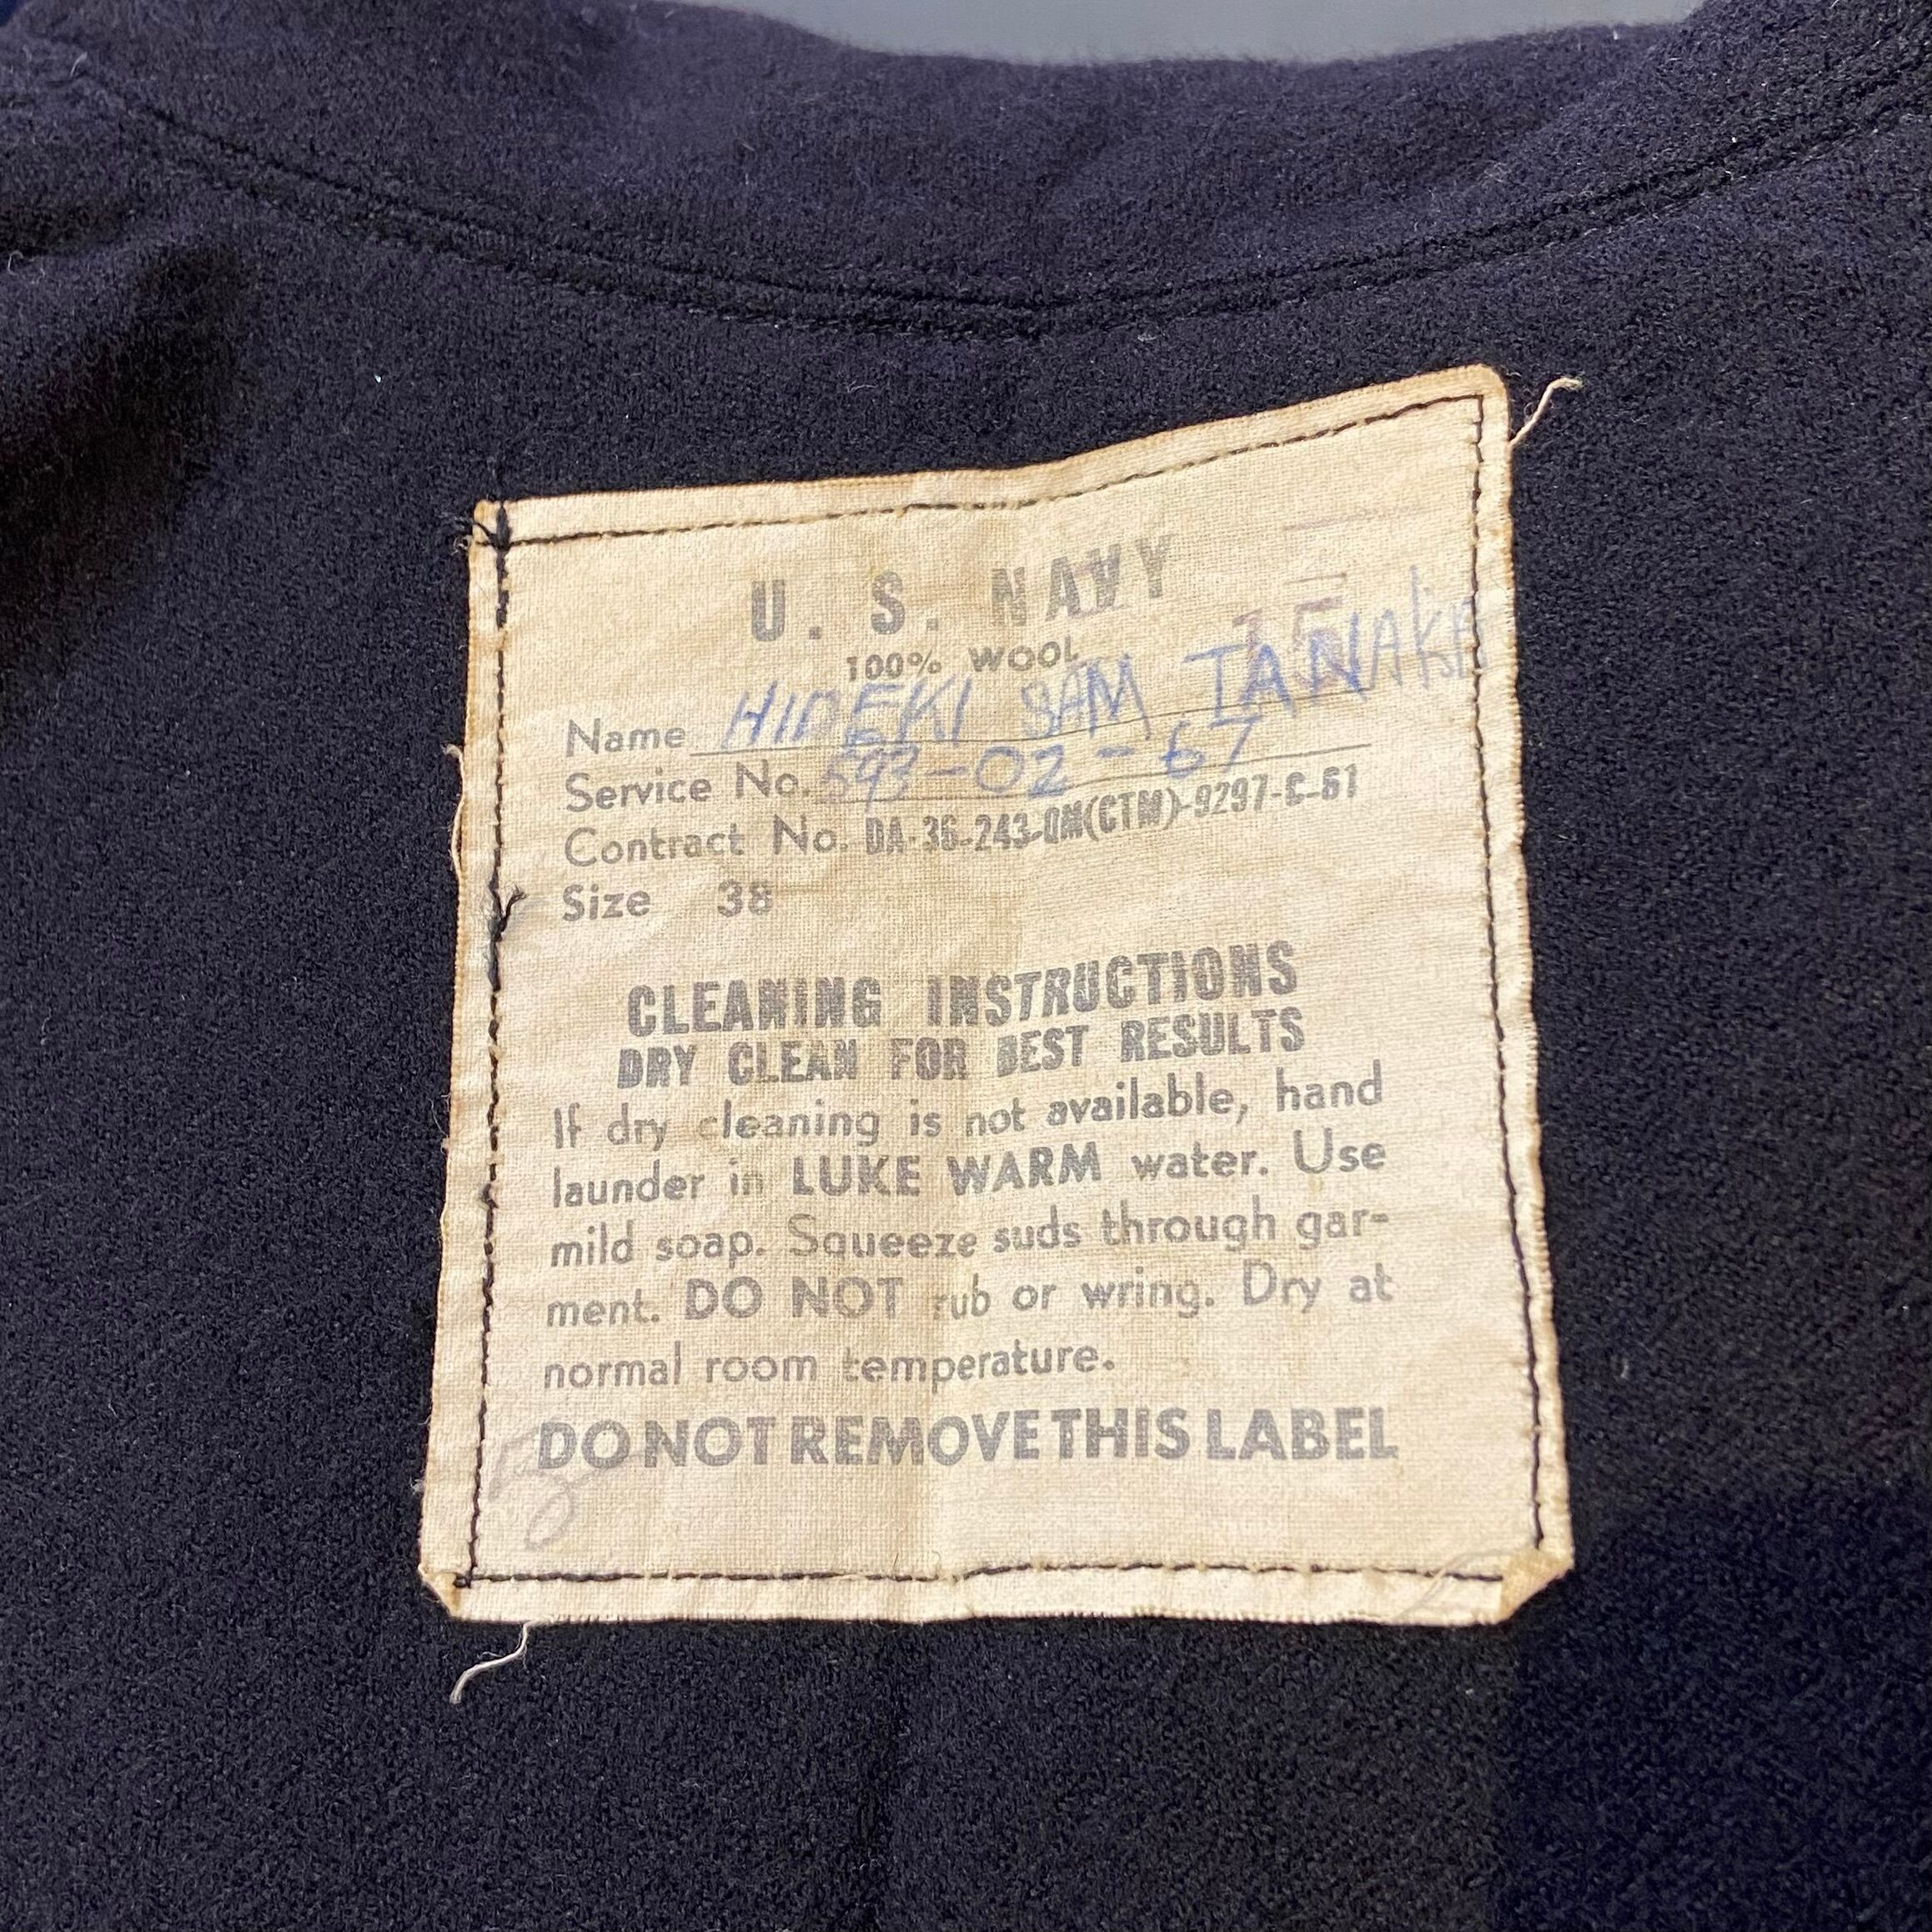 U. S. NAVY
100% WOOL
Name HIDEKI SAM TANAKA
Service No. 593-02-67
Contract No. DA-36-243-QM(CTM)-9297-C-61
Size 38
CLEANING INSTRUCTIONS
DRY CLEAN FOR BEST RESULTS
If dry cleaning is not available, hand
launder in LUKE WARM water. Use
mild soap. Squeeze suds through gar-
ment. DO NOT rub or wring. Dry at
normal room temperature.
DO NOT REMOVE THIS LABEL